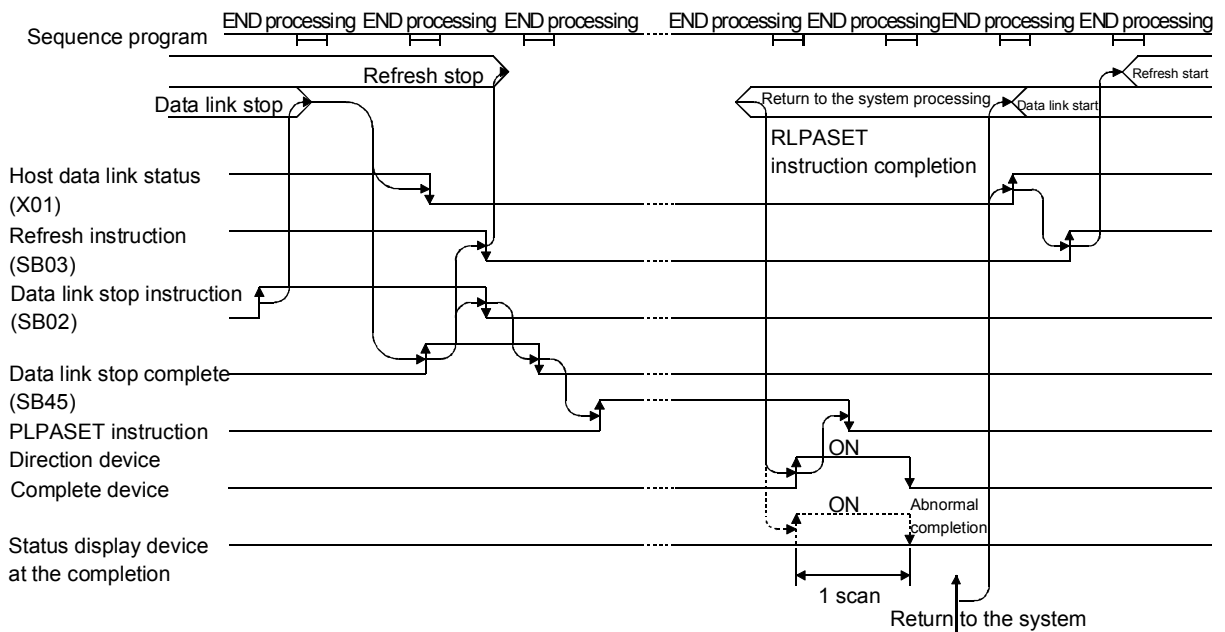 END processing END processing END processing END processing END processing END processing END processing
Sequence program
Refresh stop
Refresh start
Data link stop
Return to the system processing
Data link start
RLPASET
instruction completion
Host data link status
(X01)
Refresh instruction
(SB03)
Data link stop instruction
(SB02)
Data link stop complete
(SB45)
PLPASET instruction
Direction device
ON
Complete device
ON
Abnormal
completion
Status display device
at the completion
1 scan
Return to the system